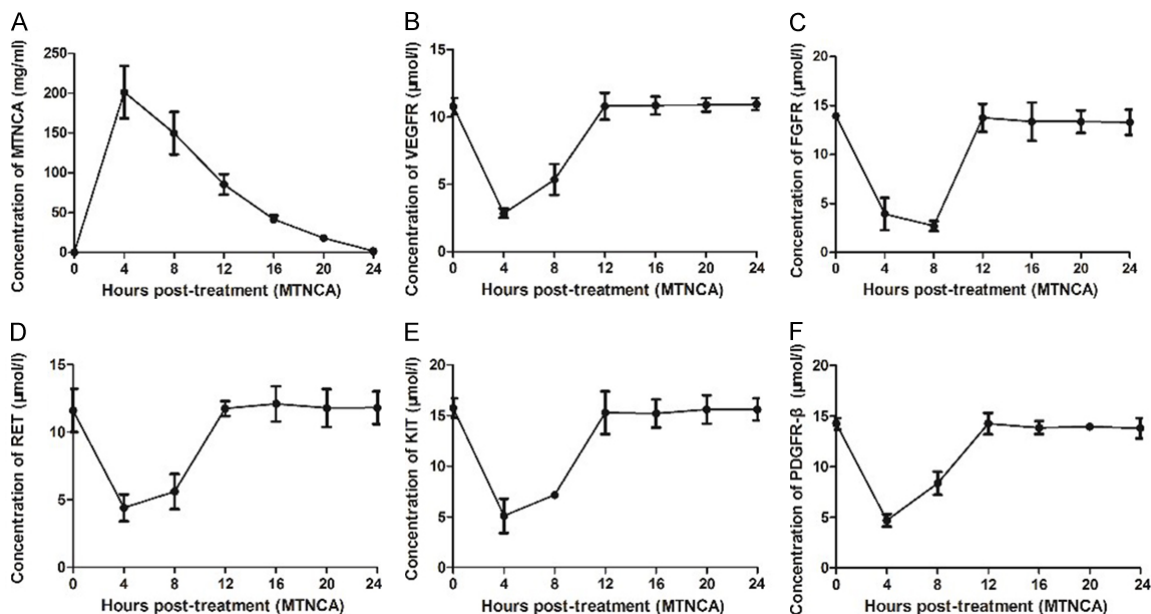 A
Concentration of MTNCA (mg/ml)
250
200
150
100
50
0
0 4 8 12 16 20 24
Hours post-treatment (MTNCA)
B
Concentration of VEGFR (µmol/l)
15
10
5
0
0 4 8 12 16 20 24
Hours post-treatment (MTNCA)
C
Concentration of FGFR (µmol/l)
20
15
10
5
0
0 4 8 12 16 20 24
Hours post-treatment (MTNCA)
D
Concentration of RET (µmol/l)
15
10
5
0
0 4 8 12 16 20 24
Hours post-treatment (MTNCA)
E
Concentration of KIT (µmol/l)
20
15
10
5
0
0 4 8 12 16 20 24
Hours post-treatment (MTNCA)
F
Concentration of PDGFR-β (µmol/l)
20
15
10
5
0
0 4 8 12 16 20 24
Hours post-treatment (MTNCA)